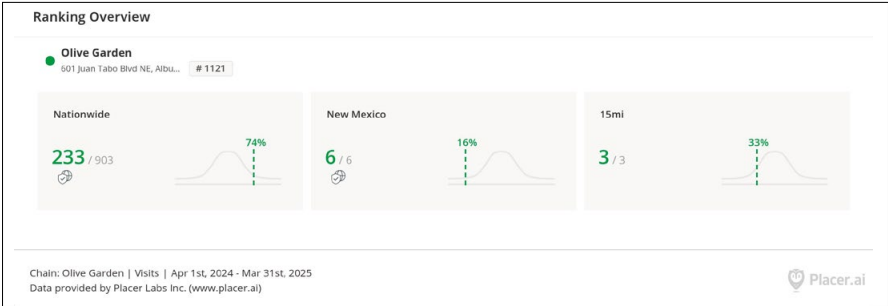 Ranking Overview
Olive Garden
601 Juan Tabo Blvd NE, Albu... # 1121
Nationwide
233 / 903
74%
New Mexico
6 / 6
16%
15mi
3 / 3
33%
Chain: Olive Garden | Visits | Apr 1st, 2024 - Mar 31st, 2025
Data provided by Placer Labs Inc. (www.placer.ai)
Placer.ai